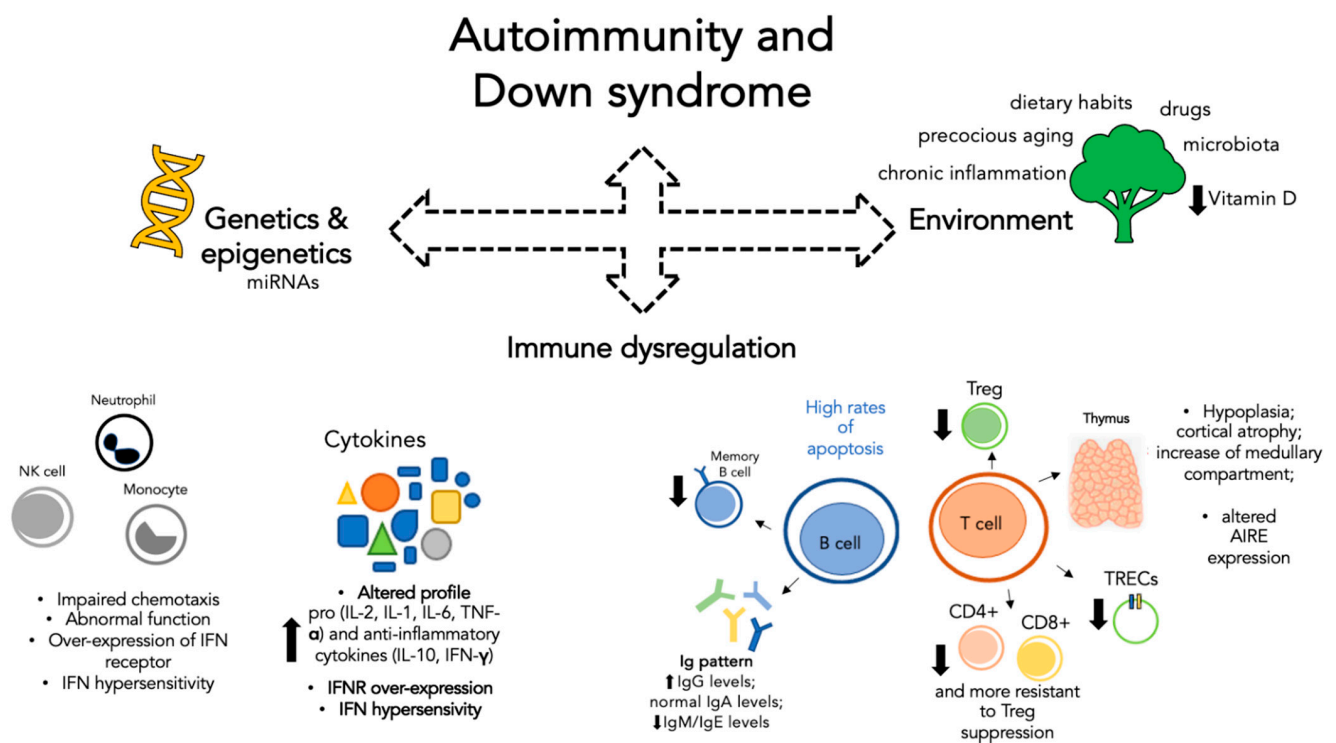 Autoimmunity and
Down syndrome
dietary habits
drugs
precocious aging
microbiota
chronic inflammation
Vitamin D
Environment
Genetics &
epigenetics
miRNAs
Immune dysregulation
Neutrophil
NK cell
Monocyte
• Impaired chemotaxis
• Abnormal function
• Over-expression of IFN
receptor
• IFN hypersensitivity
Cytokines
• Altered profile
pro (IL-2, IL-1, IL-6, TNF-
α) and anti-inflammatory
cytokines (IL-10, IFN-γ)
• IFNR over-expression
• IFN hypersensivity
High rates
of
apoptosis
Memory
B cell
B cell
Ig pattern
⬆IgG levels;
normal IgA levels;
⬇IgM/IgE levels
Treg
T cell
Thymus
• Hypoplasia;
cortical atrophy;
increase of medullary
compartment;
• altered
AIRE
expression
TRECs
CD4+
CD8+
and more resistant
to Treg
suppression